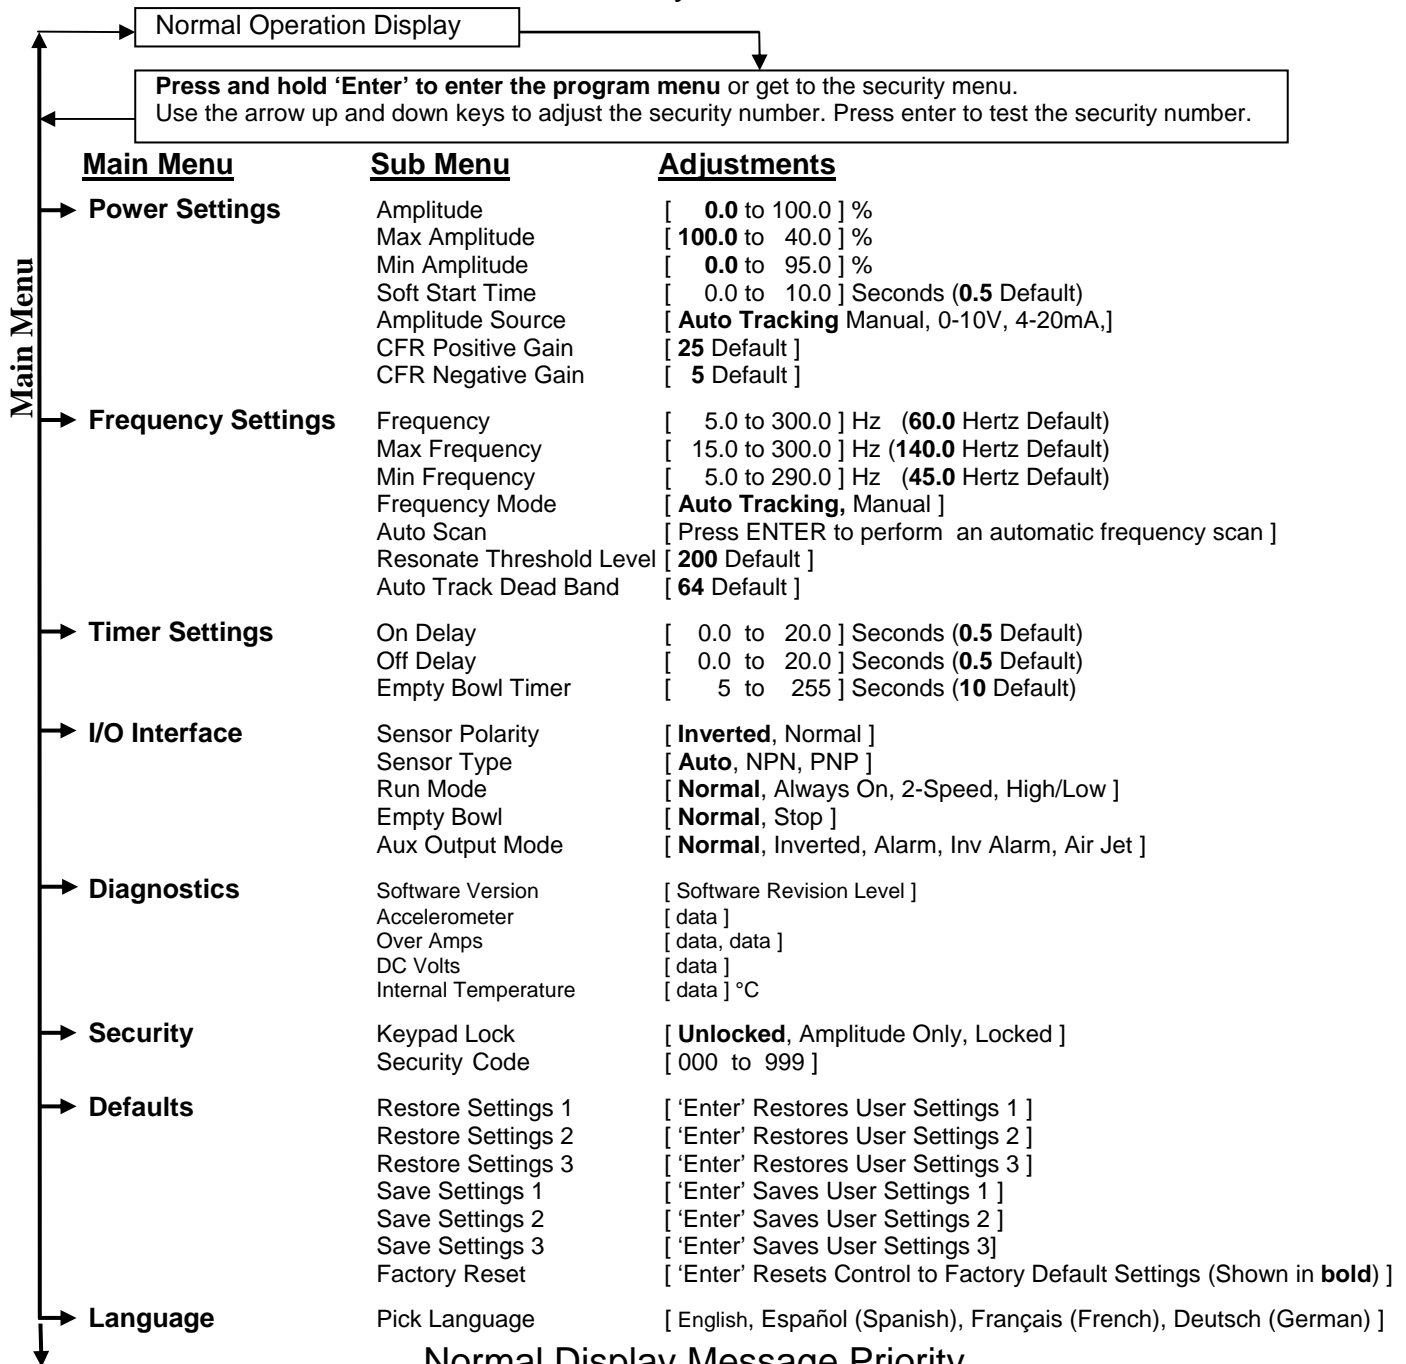 Normal Operation Display
Press and hold ‘Enter’ to enter the program menu or get to the security menu.
Use the arrow up and down keys to adjust the security number. Press enter to test the security number.
Main Menu Sub Menu Adjustments
Main Menu
Power Settings Amplitude [ 0.0 to 100.0 ] %
Max Amplitude [ 100.0 to 40.0 ] %
Min Amplitude [ 0.0 to 95.0 ] %
Soft Start Time [ 0.0 to 10.0 ] Seconds (0.5 Default)
Amplitude Source [ Auto Tracking Manual, 0-10V, 4-20mA,]
CFR Positive Gain [ 25 Default ]
CFR Negative Gain [ 5 Default ]
Frequency Settings Frequency [ 5.0 to 300.0 ] Hz (60.0 Hertz Default)
Max Frequency [ 15.0 to 300.0 ] Hz (140.0 Hertz Default)
Min Frequency [ 5.0 to 290.0 ] Hz (45.0 Hertz Default)
Frequency Mode [ Auto Tracking, Manual ]
Auto Scan [ Press ENTER to perform an automatic frequency scan ]
Resonate Threshold Level [ 200 Default ]
Auto Track Dead Band [ 64 Default ]
Timer Settings On Delay [ 0.0 to 20.0 ] Seconds (0.5 Default)
Off Delay [ 0.0 to 20.0 ] Seconds (0.5 Default)
Empty Bowl Timer [ 5 to 255 ] Seconds (10 Default)
I/O Interface Sensor Polarity [ Inverted, Normal ]
Sensor Type [ Auto, NPN, PNP ]
Run Mode [ Normal, Always On, 2-Speed, High/Low ]
Empty Bowl [ Normal, Stop ]
Aux Output Mode [ Normal, Inverted, Alarm, Inv Alarm, Air Jet ]
Diagnostics Software Version [ Software Revision Level ]
Accelerometer [ data ]
Over Amps [ data, data ]
DC Volts [ data ]
Internal Temperature [ data ] °C
Security Keypad Lock [ Unlocked, Amplitude Only, Locked ]
Security Code [ 000 to 999 ]
Defaults Restore Settings 1 [ ‘Enter’ Restores User Settings 1 ]
Restore Settings 2 [ ‘Enter’ Restores User Settings 2 ]
Restore Settings 3 [ ‘Enter’ Restores User Settings 3 ]
Save Settings 1 [ ‘Enter’ Saves User Settings 1 ]
Save Settings 2 [ ‘Enter’ Saves User Settings 2 ]
Save Settings 3 [ ‘Enter’ Saves User Settings 3]
Factory Reset [ ‘Enter’ Resets Control to Factory Default Settings (Shown in bold) ]
Language Pick Language [ English, Español (Spanish), Français (French), Deutsch (German) ]
Normal Display Message Priority